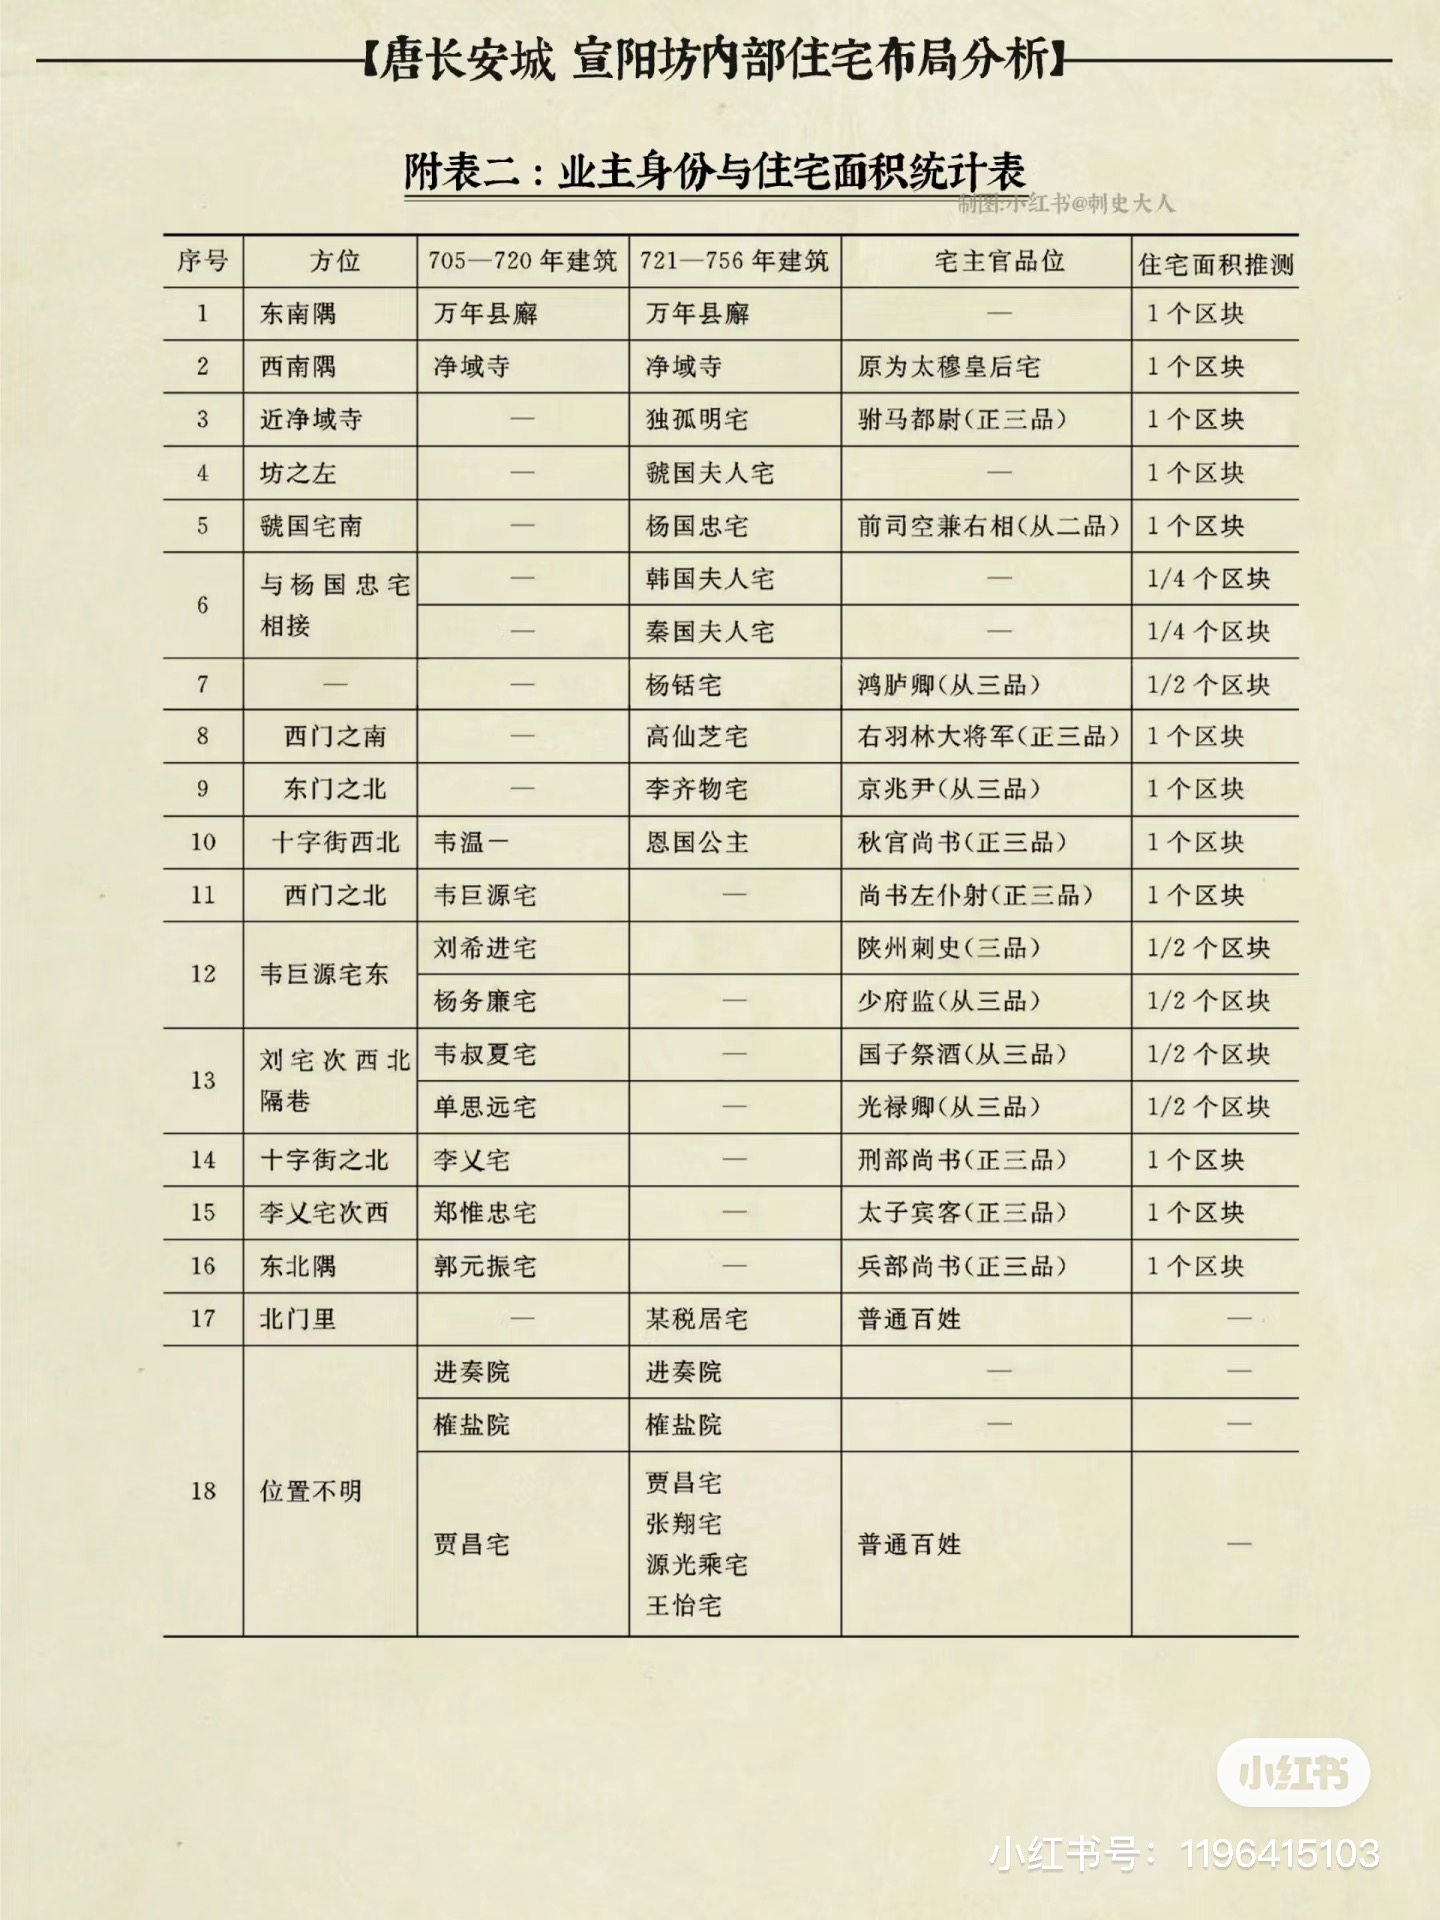 【唐长安城 宣阳坊内部住宅布局分析】
附表二：业主身份与住宅面积统计表
制图:小红书@刺史大人
序号 方位 705—720年建筑 721—756年建筑 宅主官品位 住宅面积推测
1 东南隅 万年县廨 万年县廨 — 1个区块
2 西南隅 净域寺 净域寺 原为太穆皇后宅 1个区块
3 近净域寺 — 独孤明宅 驸马都尉(正三品) 1个区块
4 坊之左 — 虢国夫人宅 — 1个区块
5 虢国宅南 — 杨国忠宅 前司空兼右相(从二品) 1个区块
6 与杨国忠宅相接 — 韩国夫人宅 — 1/4个区块
— 秦国夫人宅 — 1/4个区块
7 — — 杨铦宅 鸿胪卿(从三品) 1/2个区块
8 西门之南 — 高仙芝宅 右羽林大将军(正三品) 1个区块
9 东门之北 — 李齐物宅 京兆尹(从三品) 1个区块
10 十字街西北 韦温— 恩国公主 秋官尚书(正三品) 1个区块
11 西门之北 韦巨源宅 — 尚书左仆射(正三品) 1个区块
12 韦巨源宅东 刘希进宅 陕州刺史(三品) 1/2个区块
杨务廉宅 — 少府监(从三品) 1/2个区块
13 刘宅次西北隔巷 韦叔夏宅 — 国子祭酒(从三品) 1/2个区块
单思远宅 — 光禄卿(从三品) 1/2个区块
14 十字街之北 李乂宅 — 刑部尚书(正三品) 1个区块
15 李乂宅次西 郑惟忠宅 — 太子宾客(正三品) 1个区块
16 东北隅 郭元振宅 — 兵部尚书(正三品) 1个区块
17 北门里 — 某税居宅 普通百姓 —
18 位置不明 进奏院 进奏院 — —
榷盐院 榷盐院 — —
贾昌宅 贾昌宅 普通百姓 —
张翔宅
源光乘宅
王怡宅
小红书
小红书号：1196415103